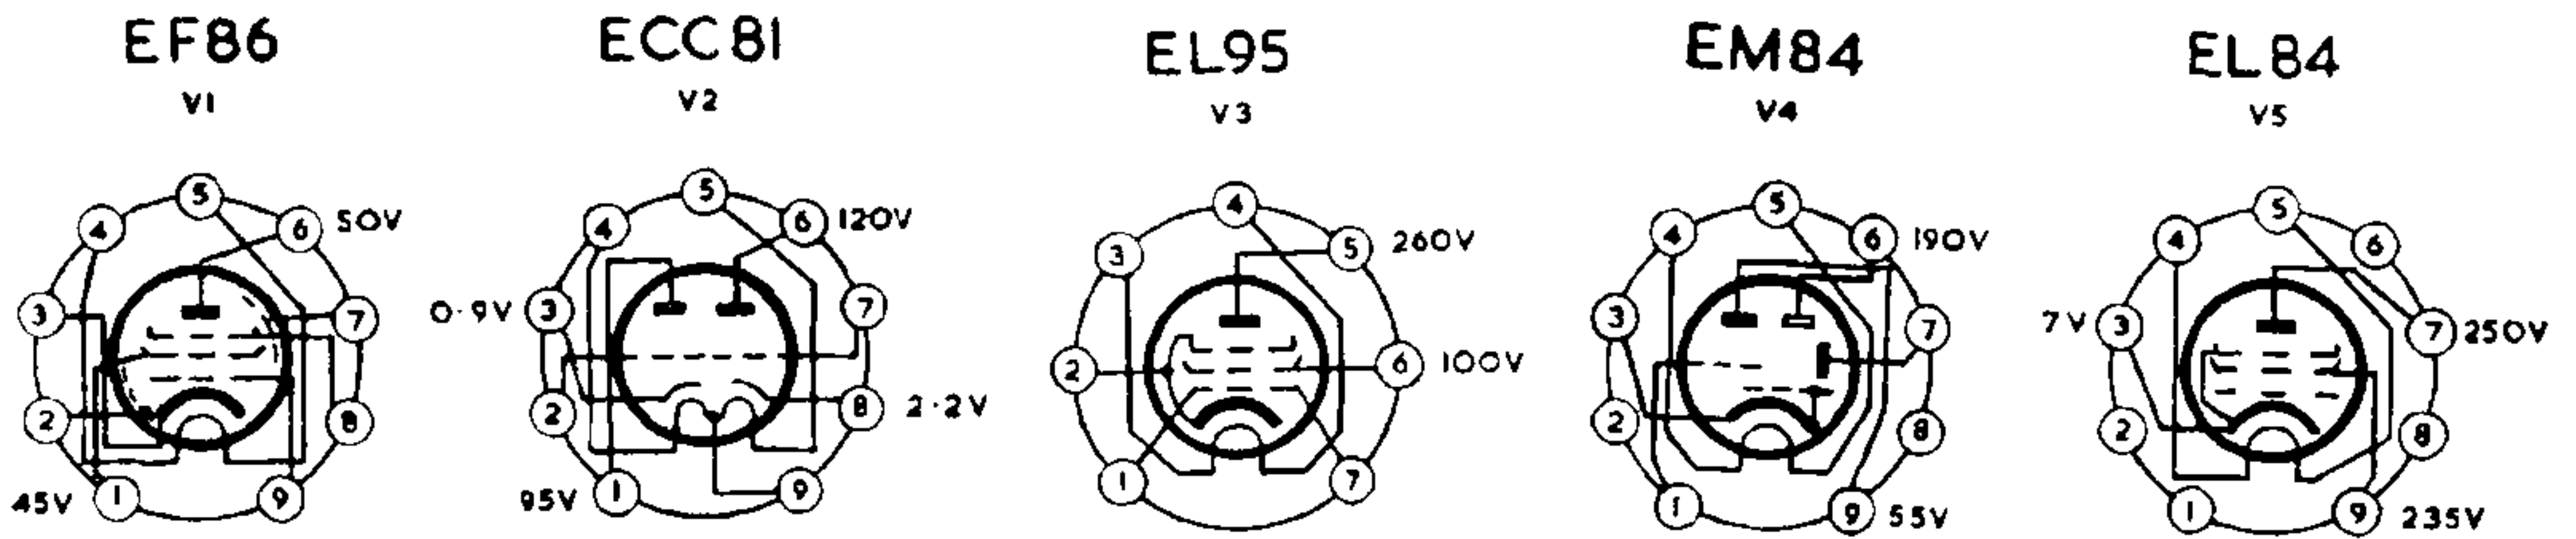 EF86 ECC81 EL95 EM84 EL84
V1 V2 V3 V4 V5
5 5 4 5 5
4 6 50V 4 6 120V 3 5 260V 4 6 190V 4 6
3 7 0·9V 3 7 2 6 100V 3 7 7V 3 7 250V
2 8 2 8 2·2V 1 7 2 8 2 8
45V 1 9 95V 1 9 1 9 55V 1 9 235V